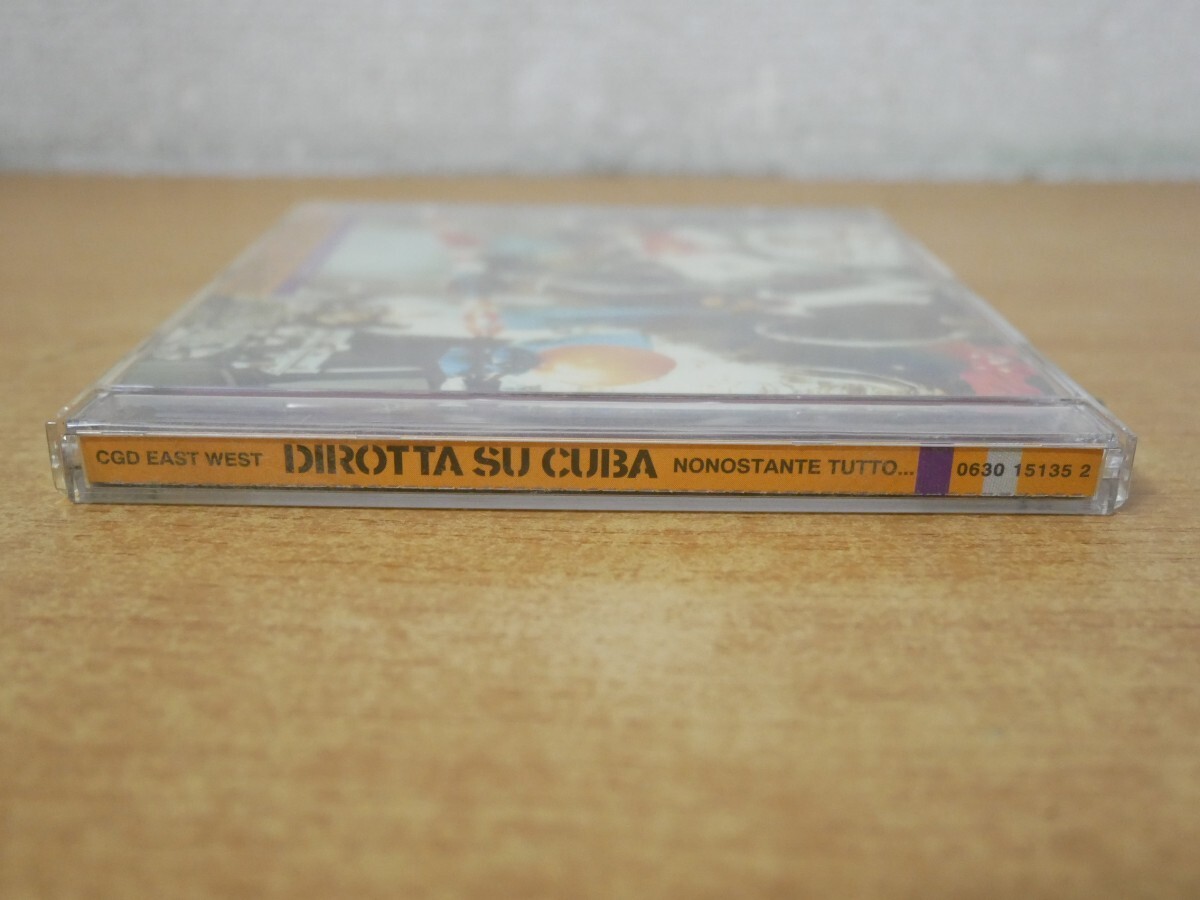 CGD EAST WEST DIROTTA SU CUBA NONOSTANTE TUTTO... 0630 15135 2